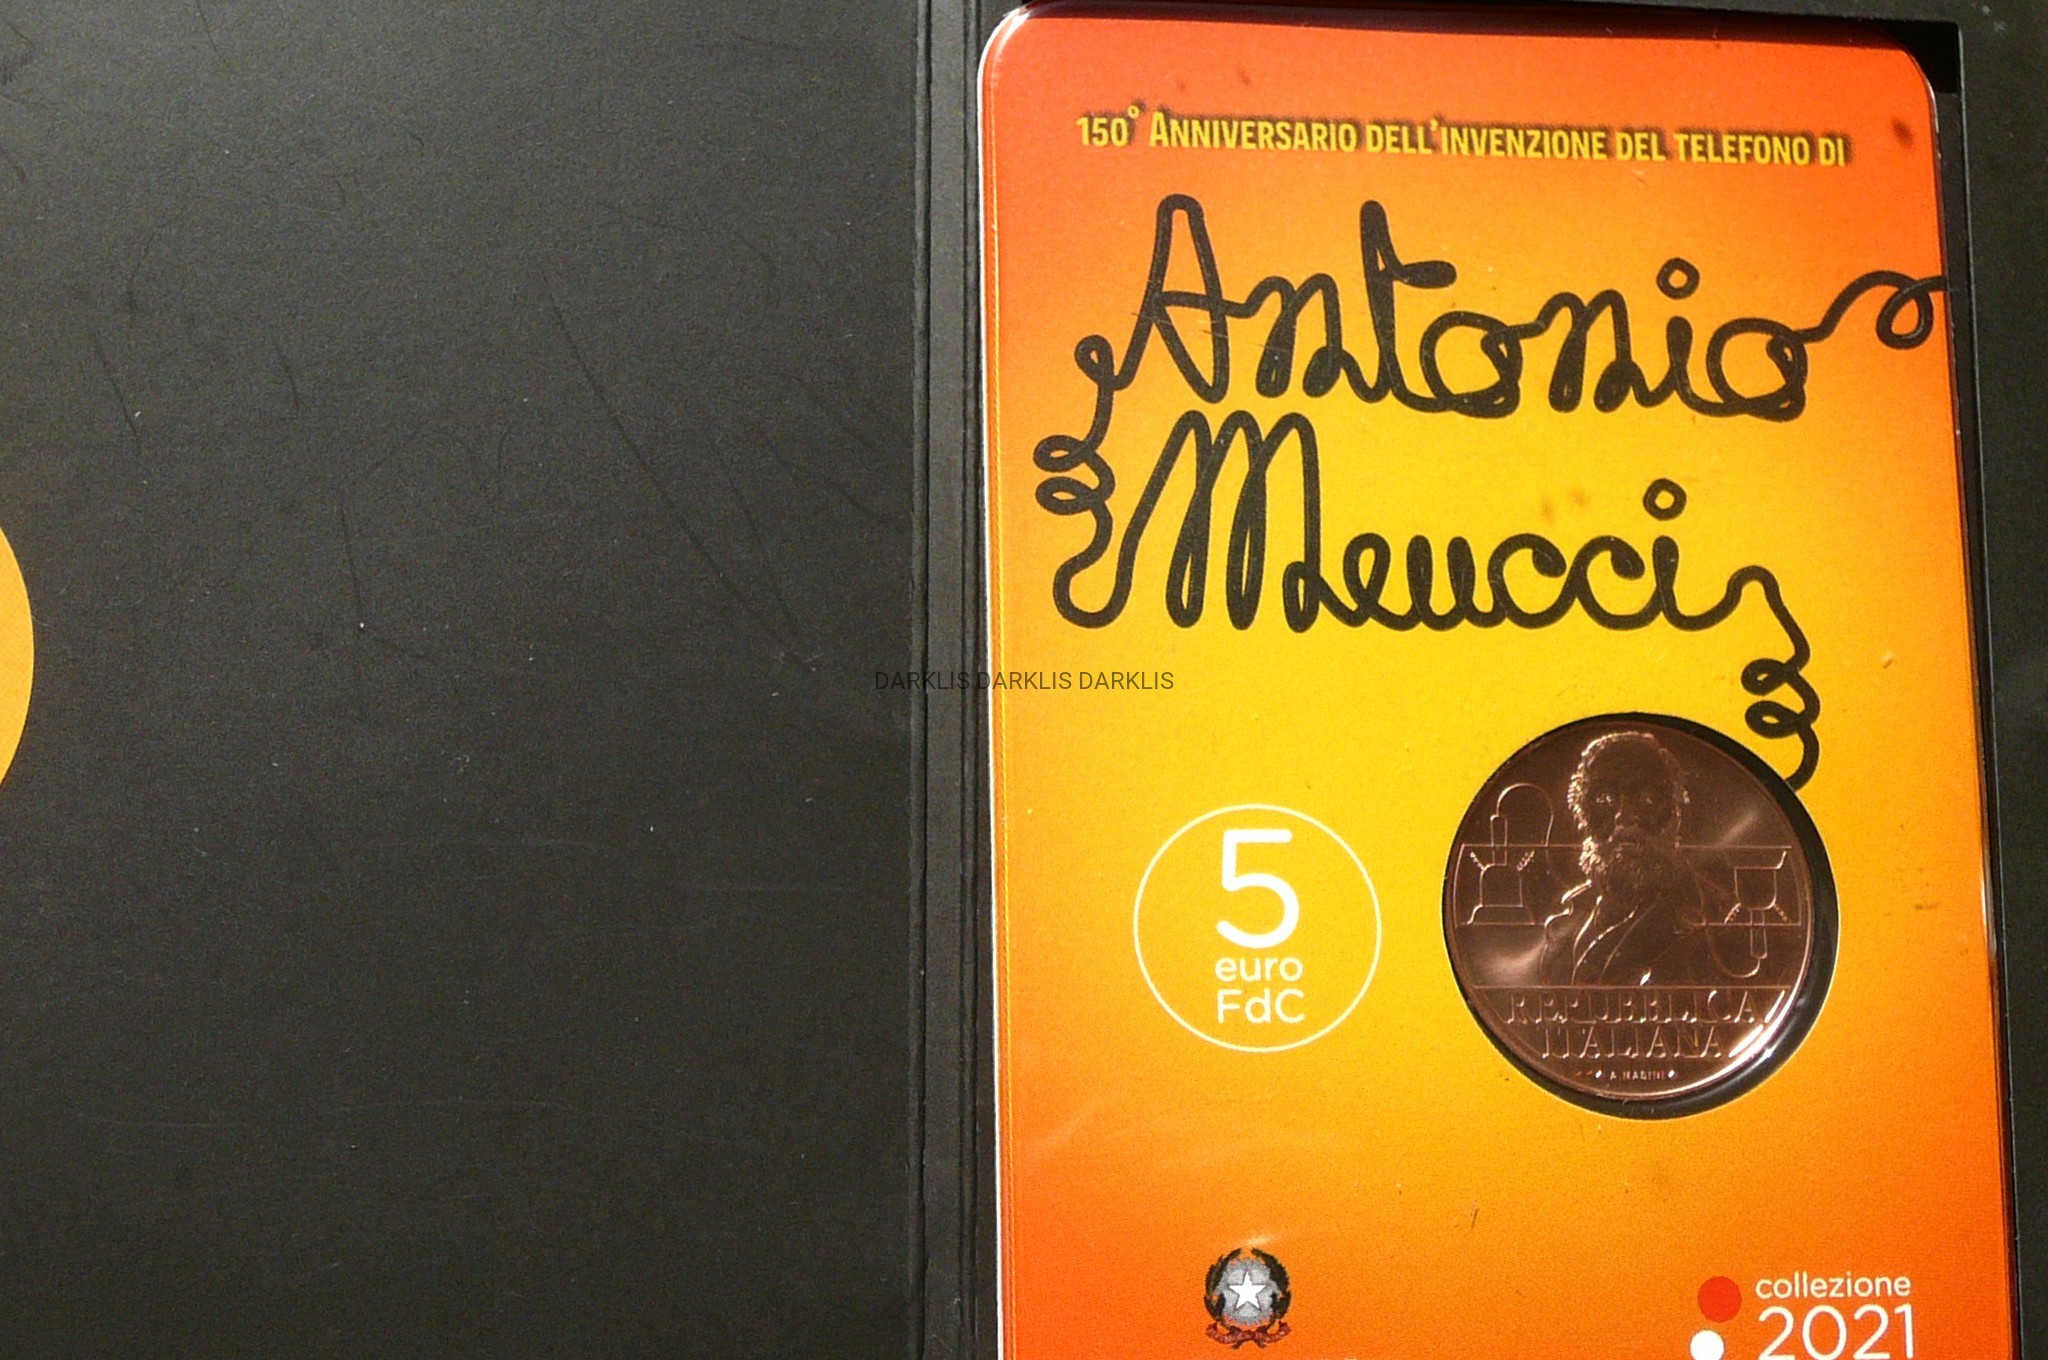 150° ANNIVERSARIO DELL'INVENZIONE DEL TELEFONO DI
Antonio
Meucci
DARKLIS DARKLIS DARKLIS
5
euro
FdC
REPUBBLICA
ITALIANA
A. MASINI
collezione
2021